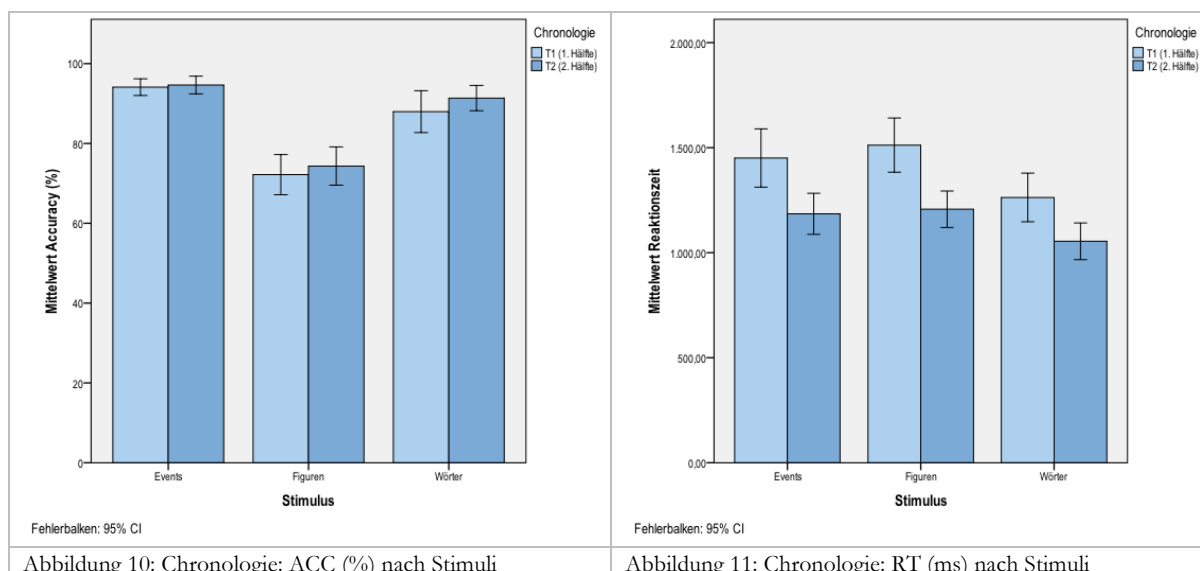 Chronologie
T1 (1. Hälfte)
T2 (2. Hälfte)
100
80
60
40
20
0
Mittelwert Accuracy (%)
Events
Figuren
Wörter
Stimulus
Fehlerbalken: 95% CI
Abbildung 10: Chronologie: ACC (%) nach Stimuli
Chronologie
T1 (1. Hälfte)
T2 (2. Hälfte)
2.000,00
1.500,00
1.000,00
500,00
0,00
Mittelwert Reaktionszeit
Events
Figuren
Wörter
Stimulus
Fehlerbalken: 95% CI
Abbildung 11: Chronologie: RT (ms) nach Stimuli